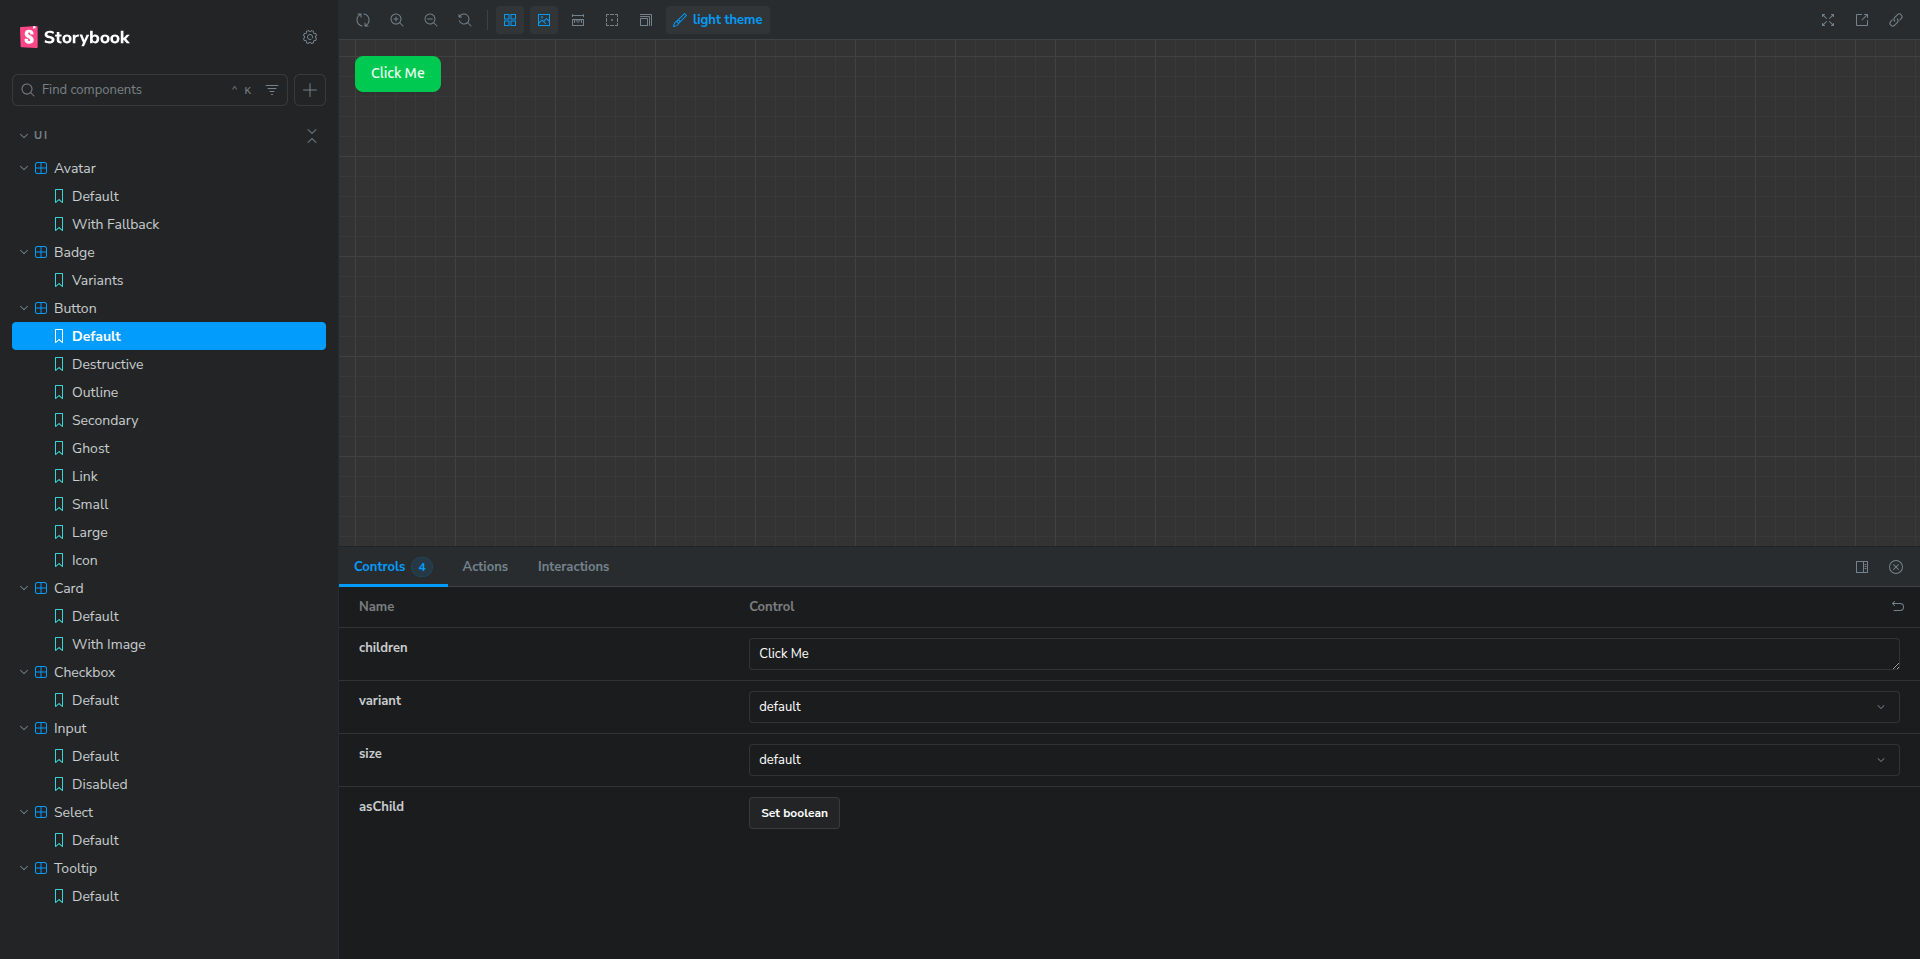 Storybook
Find components
^ K
UI
Avatar
Default
With Fallback
Badge
Variants
Button
Default
Destructive
Outline
Secondary
Ghost
Link
Small
Large
Icon
Card
Default
With Image
Checkbox
Default
Input
Default
Disabled
Select
Default
Tooltip
Default
light theme
Click Me
Controls 4 Actions Interactions
Name Control
children Click Me
variant default
size default
asChild Set boolean